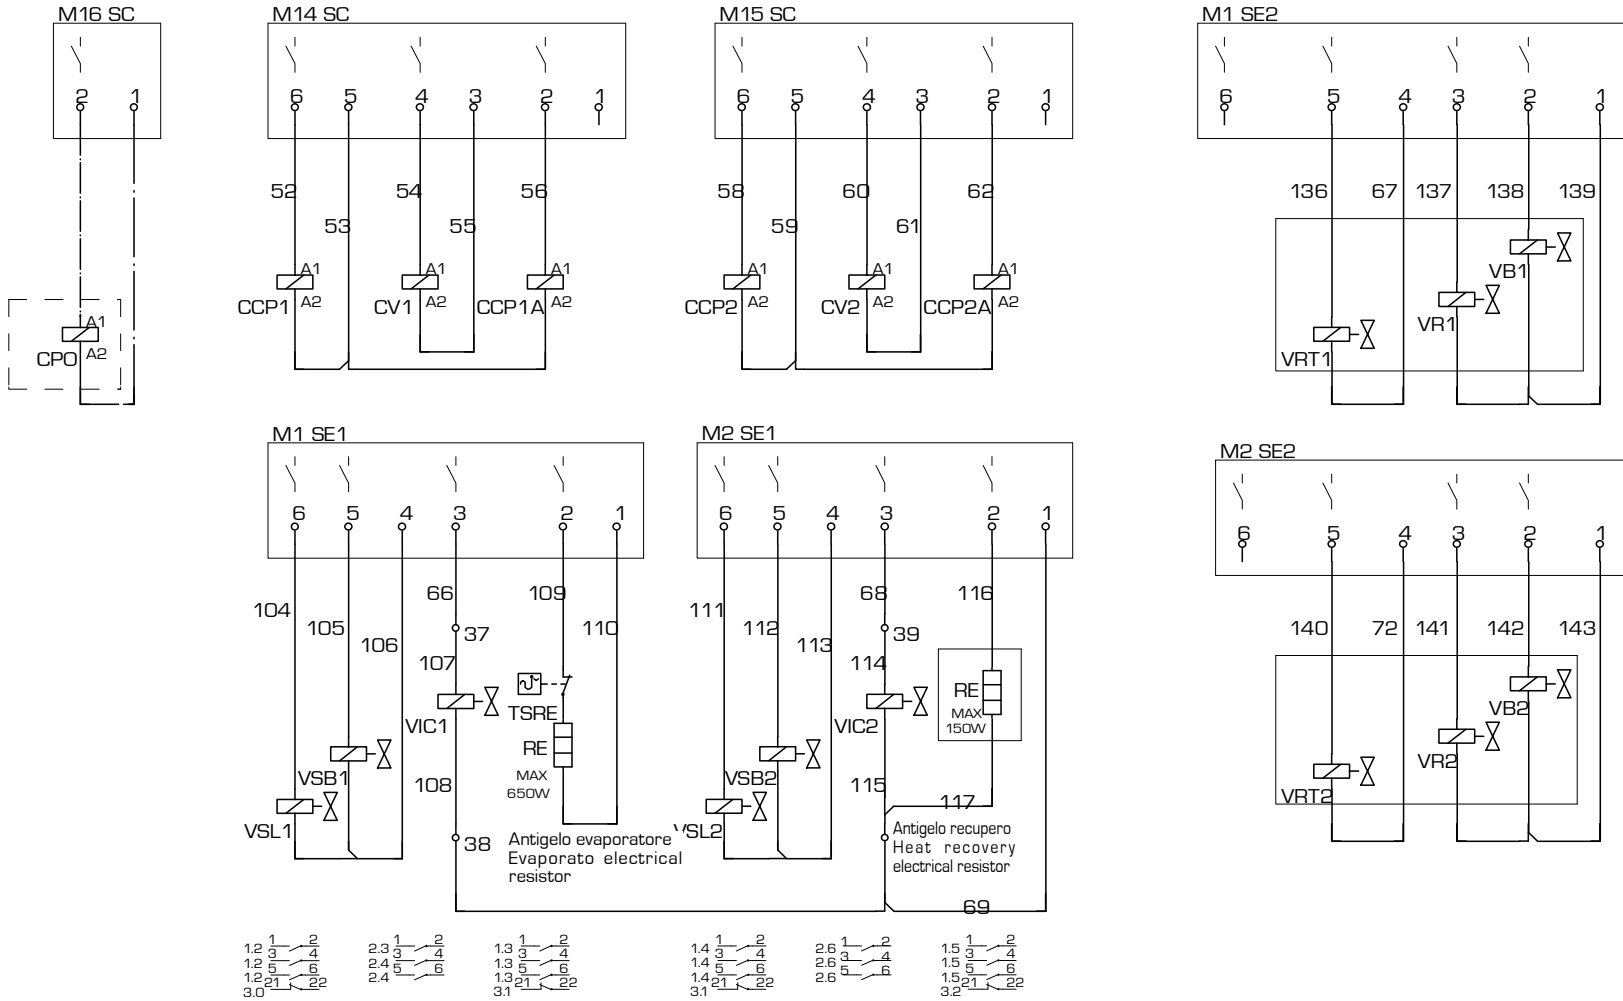 M16 SC
M14 SC
M15 SC
M1 SE2
2 1
6 5 4 3 2 1
6 5 4 3 2 1
6 5 4 3 2 1
52 54 56
58 60 62
136 67 137 138 139
53 55
59 61
VB1
A1 A1 A1
A1 A1 A1
CCP1 A2 CV1 A2 CCP1A A2
CCP2 A2 CV2 A2 CCP2A A2
VR1
A1
CPO A2
VRT1
M1 SE1
M2 SE1
M2 SE2
6 5 4 3 2 1
6 5 4 3 2 1
6 5 4 3 2 1
104 66 109
111 68 116
105 106 37 110
112 113 39
140 72 141 142 143
107
114
RE
MAX
150W
VIC1 TSRE
VIC2
VB2
RE
VSB1
VSB2
VR2
MAX
650W
108
115
117
VRT2
VSL1
VSL2
38
Antigelo evaporatore
Evaporato electrical
resistor
Antigelo recupero
Heat recovery
electrical resistor
69
1.2 1 2
1.2 3 4
1.2 5 6
3.0 21 22
2.3 1 2
2.4 3 4
2.4 5 6
1.3 1 2
1.3 3 4
1.3 5 6
3.1 21 22
1.4 1 2
1.4 3 4
1.4 5 6
3.1 21 22
2.6 1 2
2.6 3 4
2.6 5 6
1.5 1 2
1.5 3 4
1.5 5 6
3.2 21 22